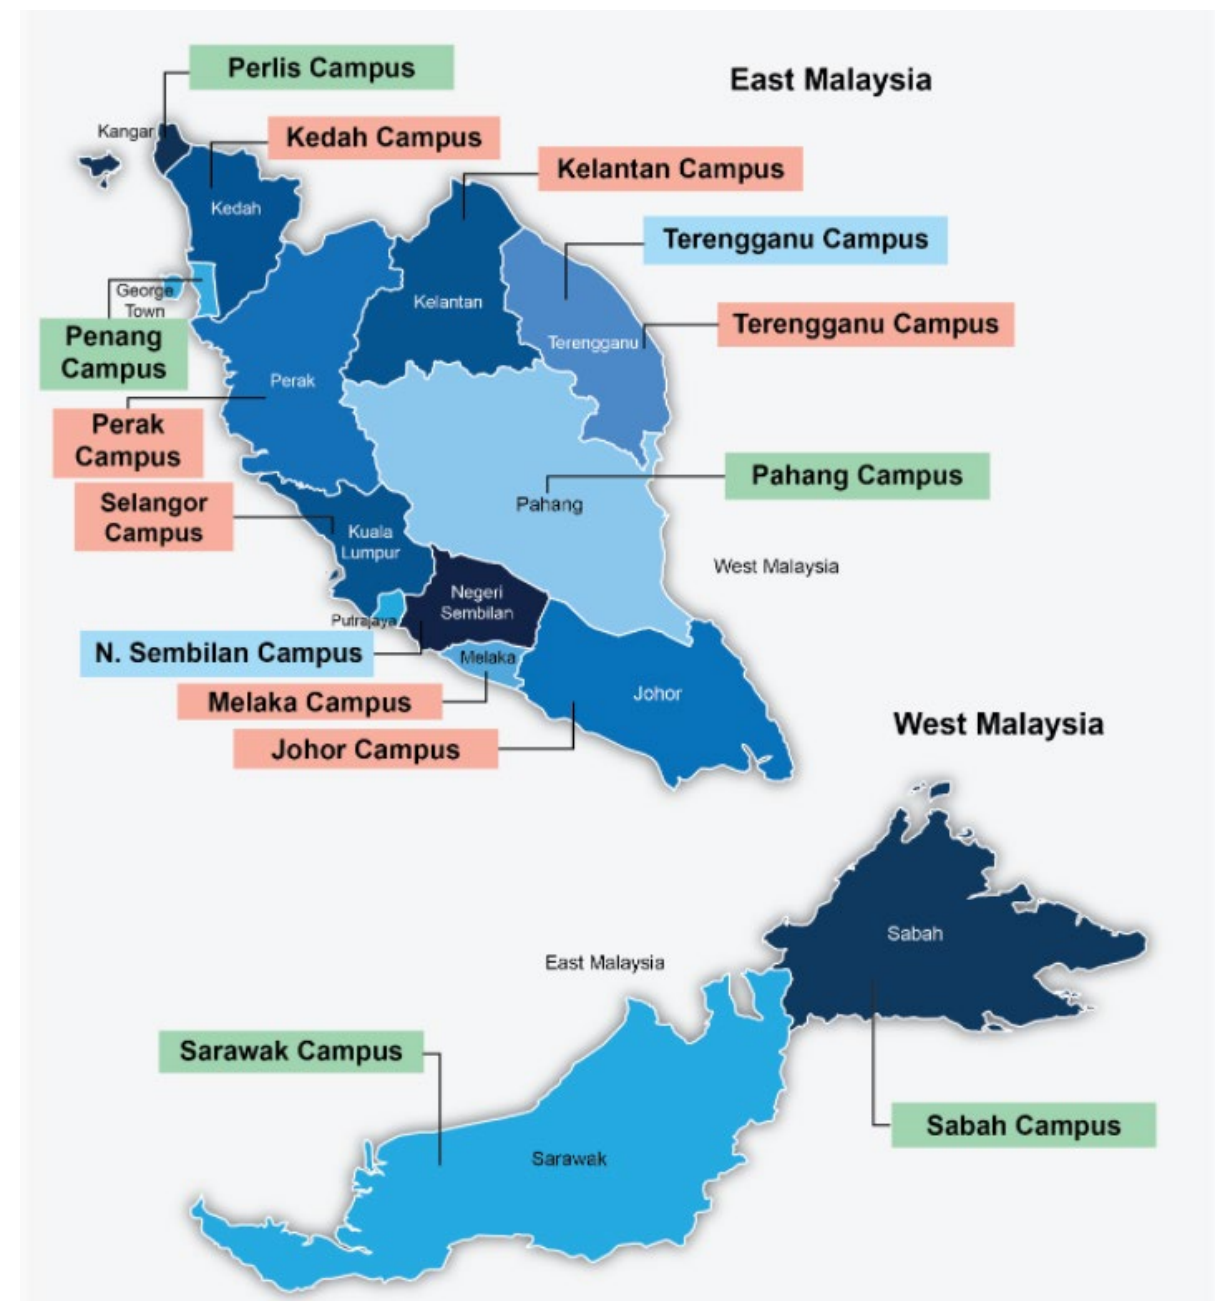 Perlis Campus
East Malaysia
Kangar
Kedah Campus
Kelantan Campus
Kedah
Terengganu Campus
George
Town
Kelantan
Terengganu Campus
Penang
Campus
Terengganu
Perak
Perak
Campus
Pahang Campus
Selangor
Campus
Pahang
Kuala
Lumpur
West Malaysia
Negeri
Sembilan
Putrajaya
N. Sembilan Campus
Melaka
Melaka Campus
Johor
Johor Campus
West Malaysia
Sabah
East Malaysia
Sarawak Campus
Sabah Campus
Sarawak